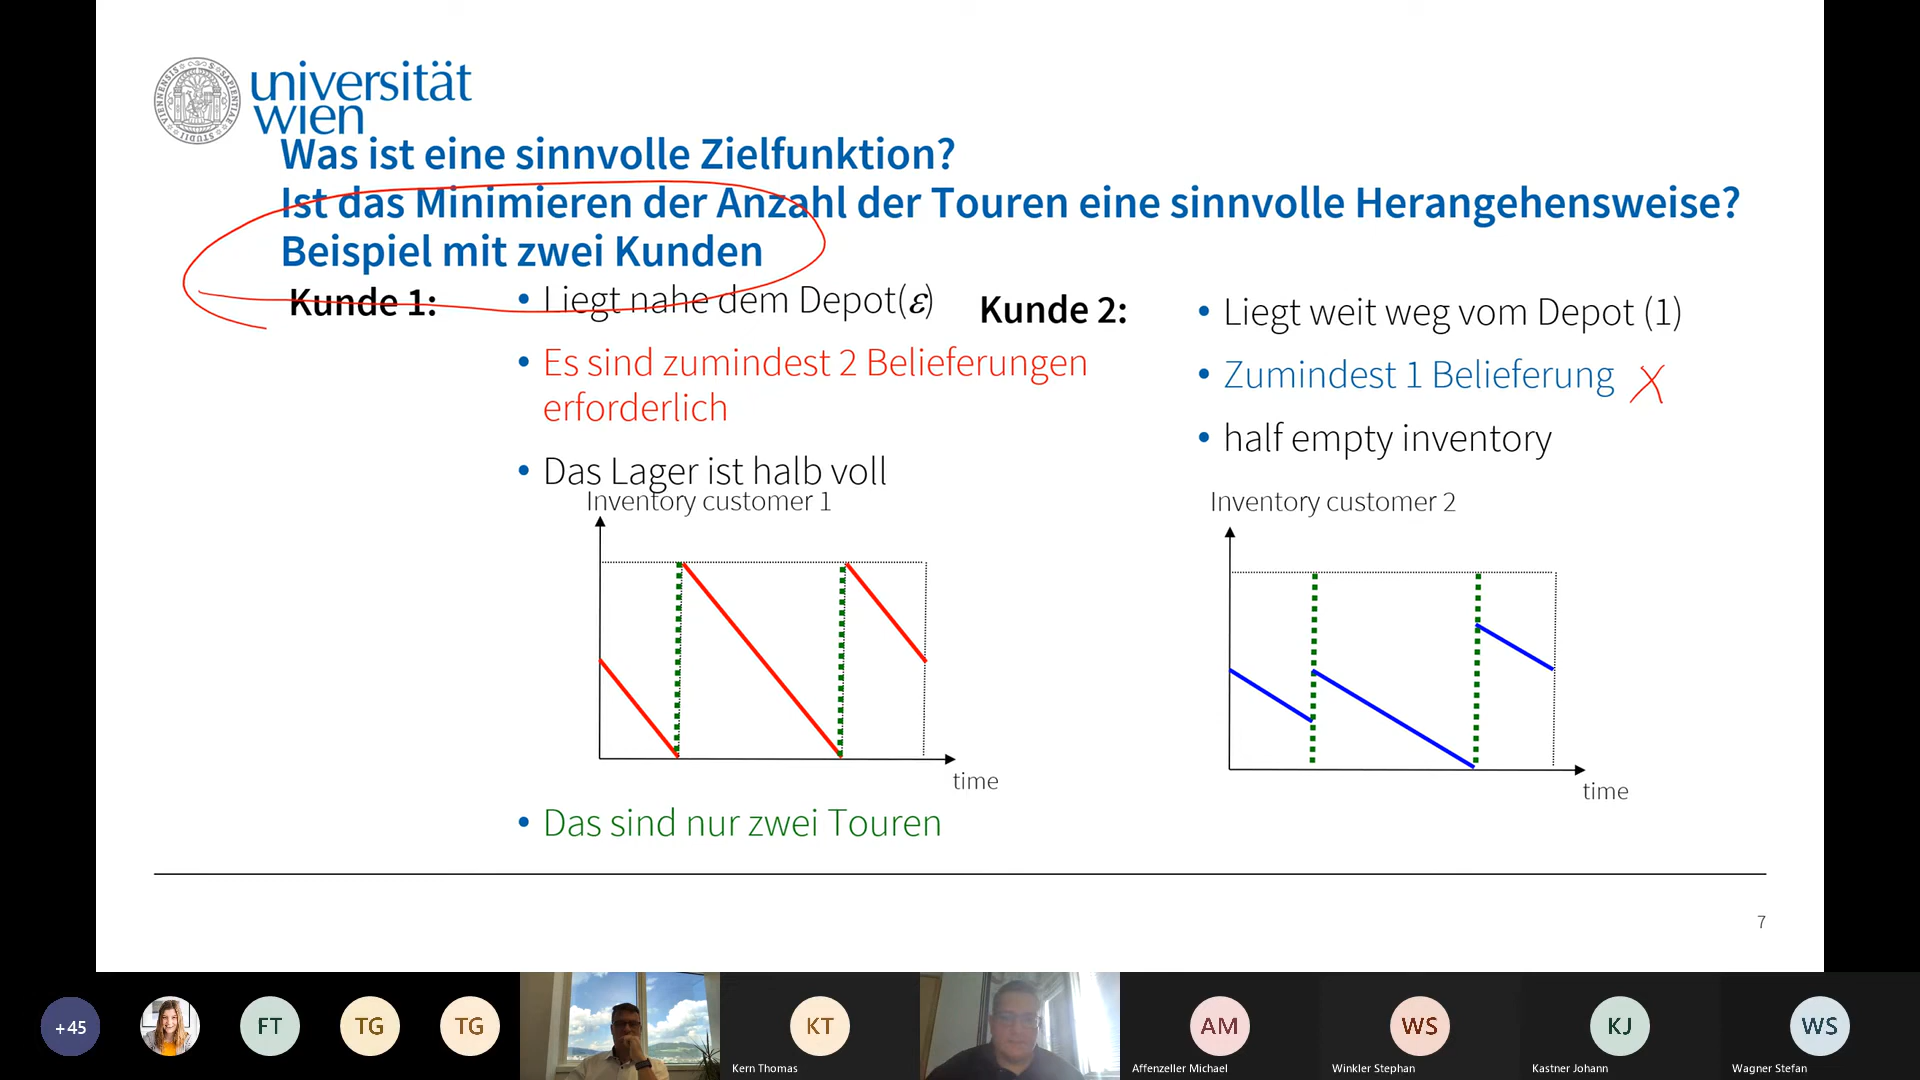 universität
wien
Was ist eine sinnvolle Zielfunktion?
Ist das Minimieren der Anzahl der Touren eine sinnvolle Herangehensweise?
Beispiel mit zwei Kunden
Kunde 1:
• Liegt nahe dem Depot(ε)
• Es sind zumindest 2 Belieferungen
erforderlich
• Das Lager ist halb voll
Inventory customer 1
time
• Das sind nur zwei Touren
Kunde 2:
• Liegt weit weg vom Depot (1)
• Zumindest 1 Belieferung X
• half empty inventory
Inventory customer 2
time
7
+45
FT
TG
TG
KT
Kern Thomas
AM
Affenzeller Michael
WS
Winkler Stephan
KJ
Kastner Johann
WS
Wagner Stefan